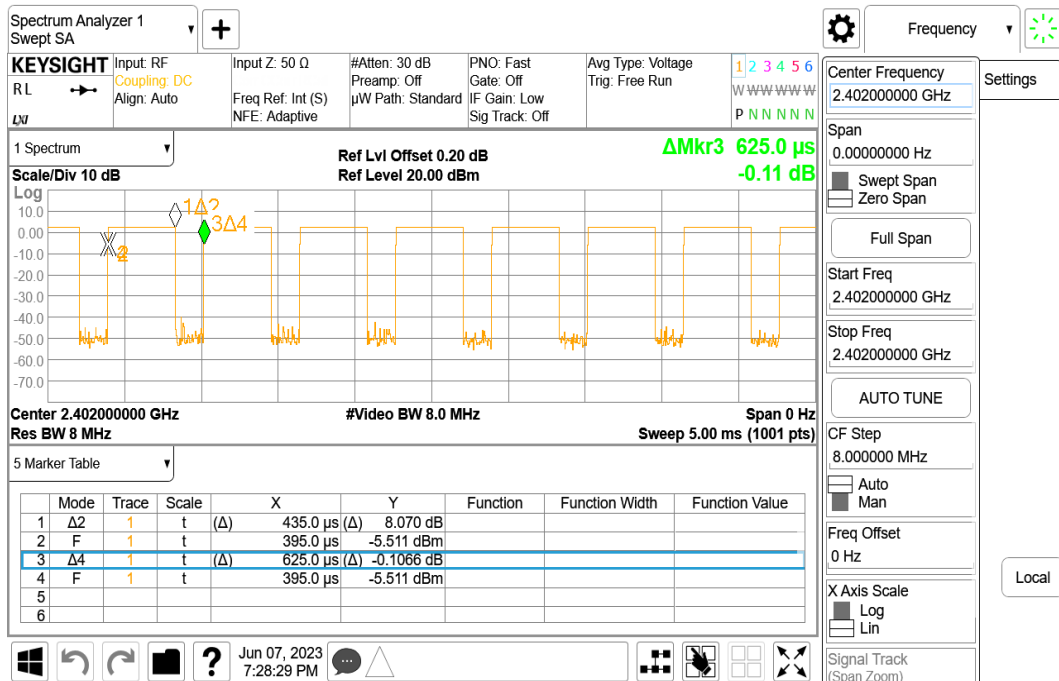 Spectrum Analyzer 1
Swept SA
Frequency
KEYSIGHT
RL
LXI
Input: RF
Coupling: DC
Align: Auto
Input Z: 50 Ω
Freq Ref: Int (S)
NFE: Adaptive
#Atten: 30 dB
Preamp: Off
µW Path: Standard
PNO: Fast
Gate: Off
IF Gain: Low
Sig Track: Off
Avg Type: Voltage
Trig: Free Run
1 2 3 4 5 6
W W W W W W
P N N N N N
1 Spectrum
Scale/Div 10 dB
Ref Lvl Offset 0.20 dB
Ref Level 20.00 dBm
ΔMkr3 625.0 µs
-0.11 dB
Log
10.0
0.00
-10.0
-20.0
-30.0
-40.0
-50.0
-60.0
-70.0
1Δ2
3Δ4
Center 2.402000000 GHz
#Video BW 8.0 MHz
Span 0 Hz
Res BW 8 MHz
Sweep 5.00 ms (1001 pts)
5 Marker Table
Mode Trace Scale X Y Function Function Width Function Value
1 Δ2 1 t (Δ) 435.0 µs (Δ) 8.070 dB
2 F 1 t 395.0 µs -5.511 dBm
3 Δ4 1 t (Δ) 625.0 µs (Δ) -0.1066 dB
4 F 1 t 395.0 µs -5.511 dBm
5
6
Jun 07, 2023
7:28:29 PM
Center Frequency
2.402000000 GHz
Span
0.00000000 Hz
Swept Span
Zero Span
Full Span
Start Freq
2.402000000 GHz
Stop Freq
2.402000000 GHz
AUTO TUNE
CF Step
8.000000 MHz
Auto
Man
Freq Offset
0 Hz
X Axis Scale
Log
Lin
Signal Track
(Span Zoom)
Settings
Local